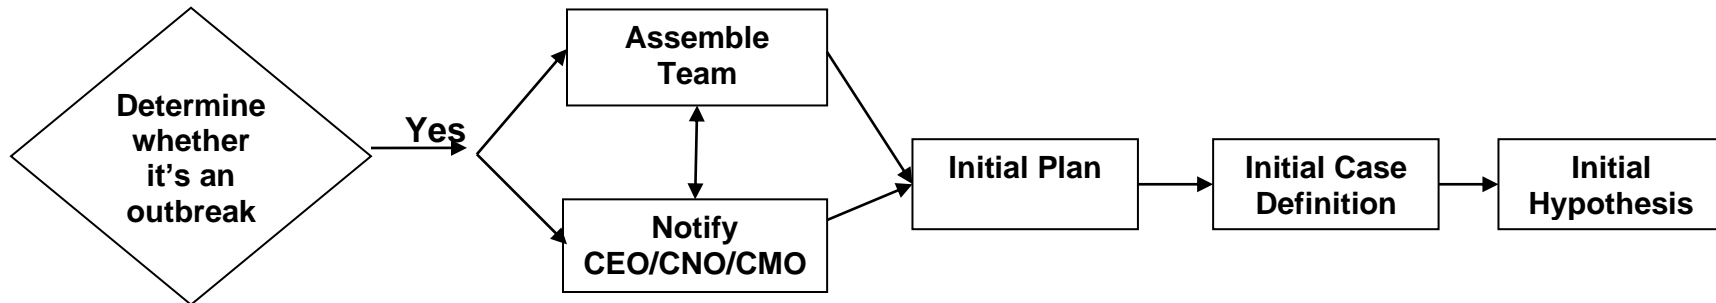 Determine
whether
it's an
outbreak
Yes
Assemble
Team
Notify
CEO/CNO/CMO
Initial Plan
Initial Case
Definition
Initial
Hypothesis